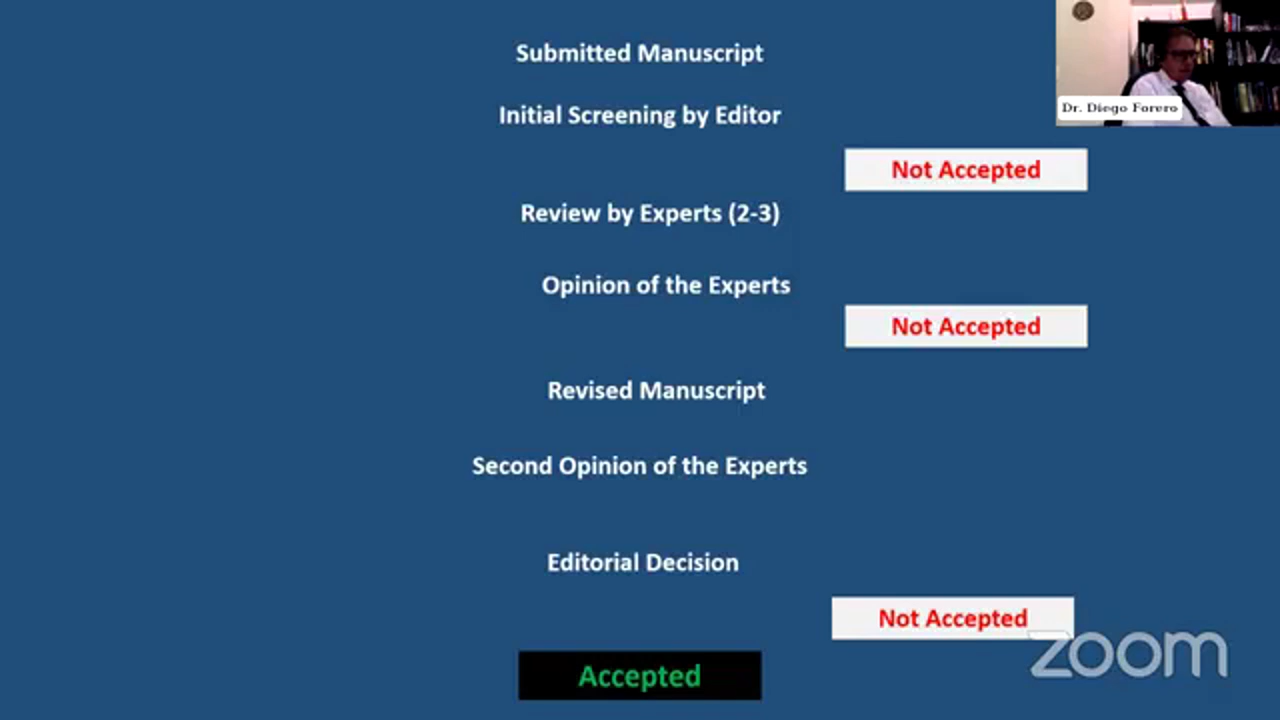 Submitted Manuscript
Initial Screening by Editor
Dr. Diego Forero
Not Accepted
Review by Experts (2-3)
Opinion of the Experts
Not Accepted
Revised Manuscript
Second Opinion of the Experts
Editorial Decision
Not Accepted
zoom
Accepted